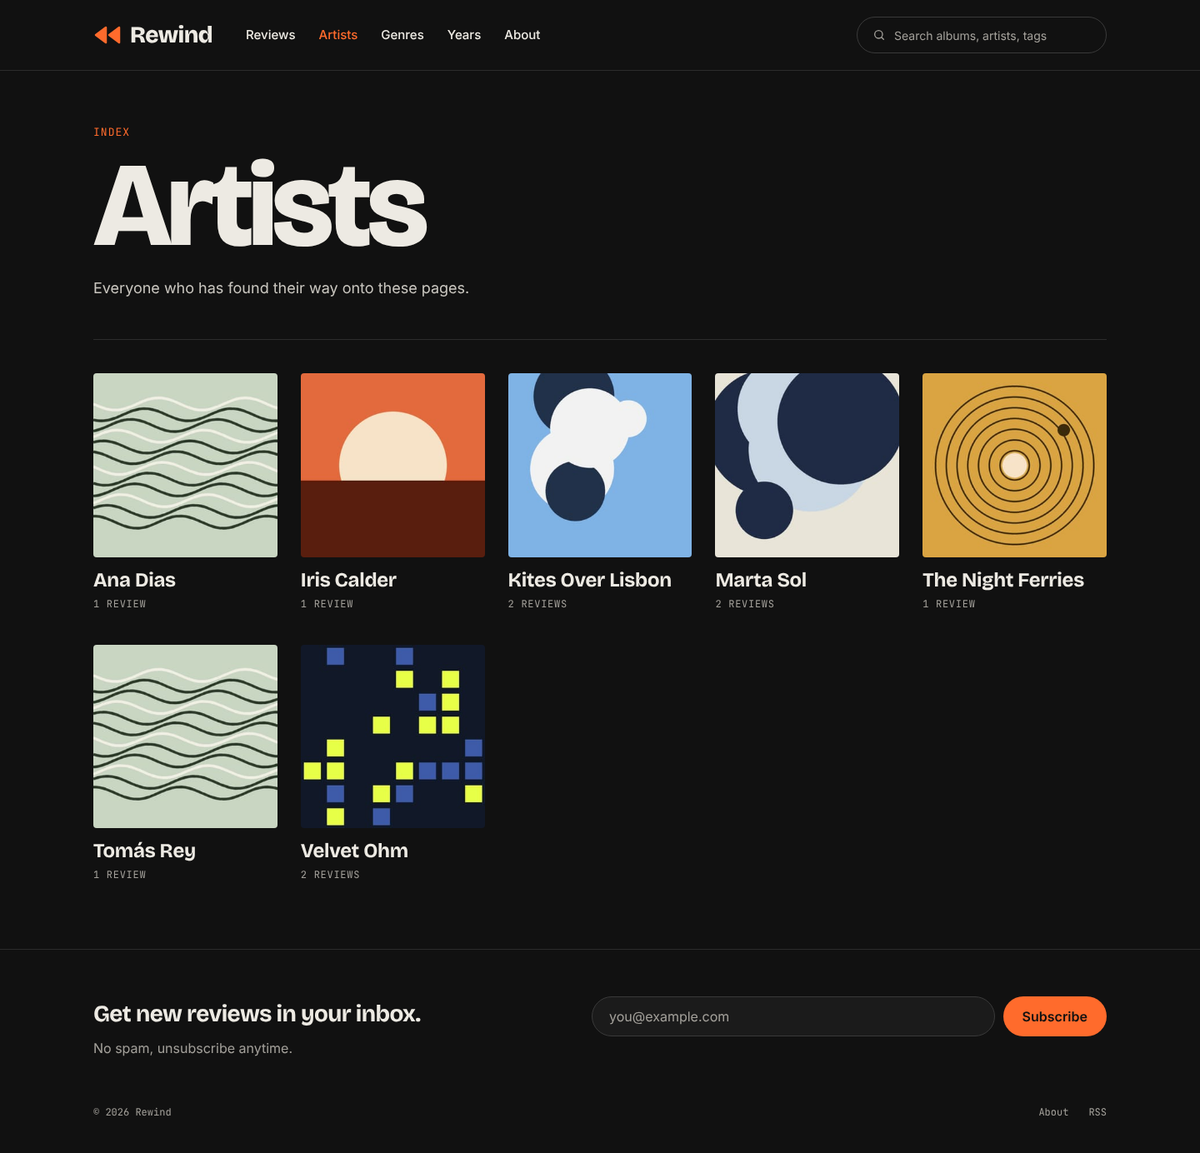 Rewind
Reviews Artists Genres Years About
Search albums, artists, tags
INDEX
Artists
Everyone who has found their way onto these pages.
Ana Dias
1 REVIEW
Iris Calder
1 REVIEW
Kites Over Lisbon
2 REVIEWS
Marta Sol
2 REVIEWS
The Night Ferries
1 REVIEW
Tomás Rey
1 REVIEW
Velvet Ohm
2 REVIEWS
Get new reviews in your inbox.
No spam, unsubscribe anytime.
you@example.com
Subscribe
© 2026 Rewind
About RSS